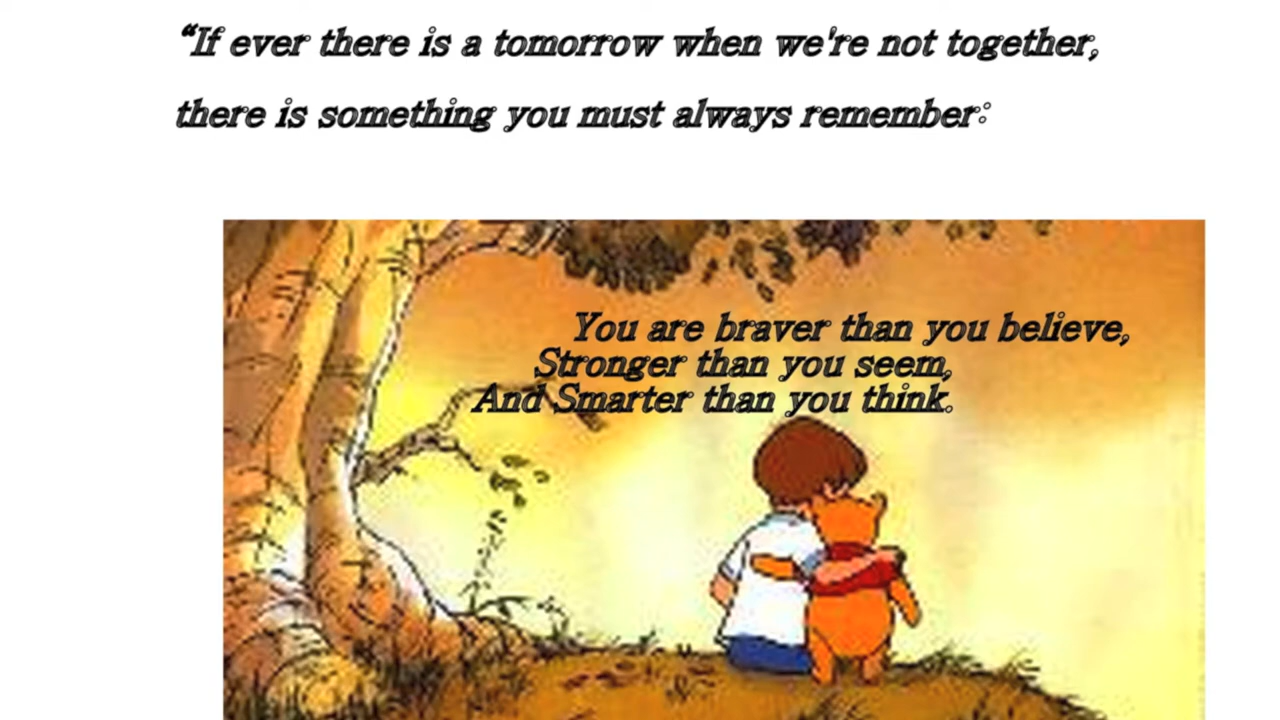 “If ever there is a tomorrow when we're not together,
there is something you must always remember:
You are braver than you believe,
Stronger than you seem,
And Smarter than you think.